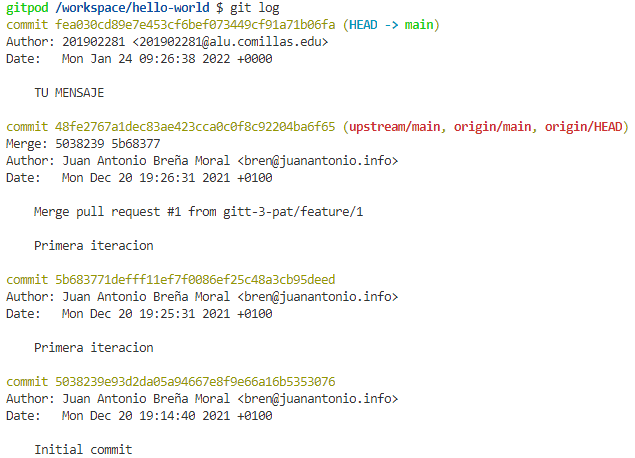 gitpod /workspace/hello-world $ git log
commit fea030cd89e7e453cf6bef073449cf91a71b06fa (HEAD -> main)
Author: 201902281 <201902281@alu.comillas.edu>
Date:   Mon Jan 24 09:26:38 2022 +0000
TU MENSAJE
commit 48fe2767a1dec83ae423cca0c0f8c92204ba6f65 (upstream/main, origin/main, origin/HEAD)
Merge: 5038239 5b68377
Author: Juan Antonio Breña Moral <bren@juanantonio.info>
Date:   Mon Dec 20 19:26:31 2021 +0100
Merge pull request #1 from gitt-3-pat/feature/1
Primera iteracion
commit 5b683771defff11ef7f0086ef25c48a3cb95deed
Author: Juan Antonio Breña Moral <bren@juanantonio.info>
Date:   Mon Dec 20 19:25:31 2021 +0100
Primera iteracion
commit 5038239e93d2da05a94667e8f9e66a16b5353076
Author: Juan Antonio Breña Moral <bren@juanantonio.info>
Date:   Mon Dec 20 19:14:40 2021 +0100
Initial commit